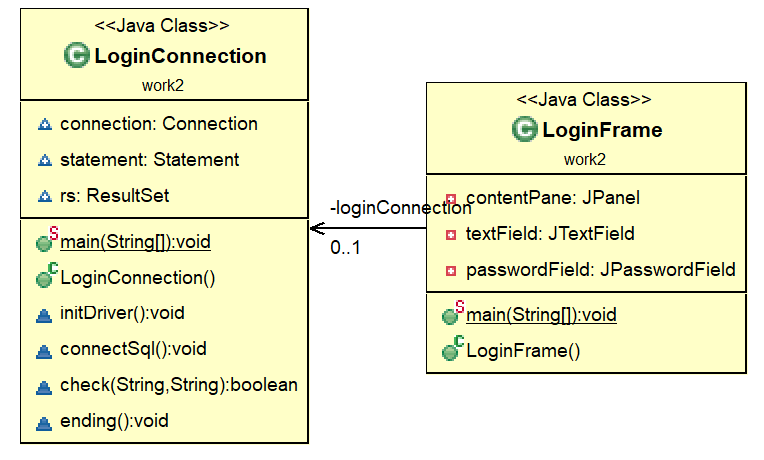 <<Java Class>>
LoginConnection
work2
connection: Connection
statement: Statement
rs: ResultSet
main(String[]):void
LoginConnection()
initDriver():void
connectSql():void
check(String,String):boolean
ending():void
-loginConnection
0..1
<<Java Class>>
LoginFrame
work2
contentPane: JPanel
textField: JTextField
passwordField: JPasswordField
main(String[]):void
LoginFrame()